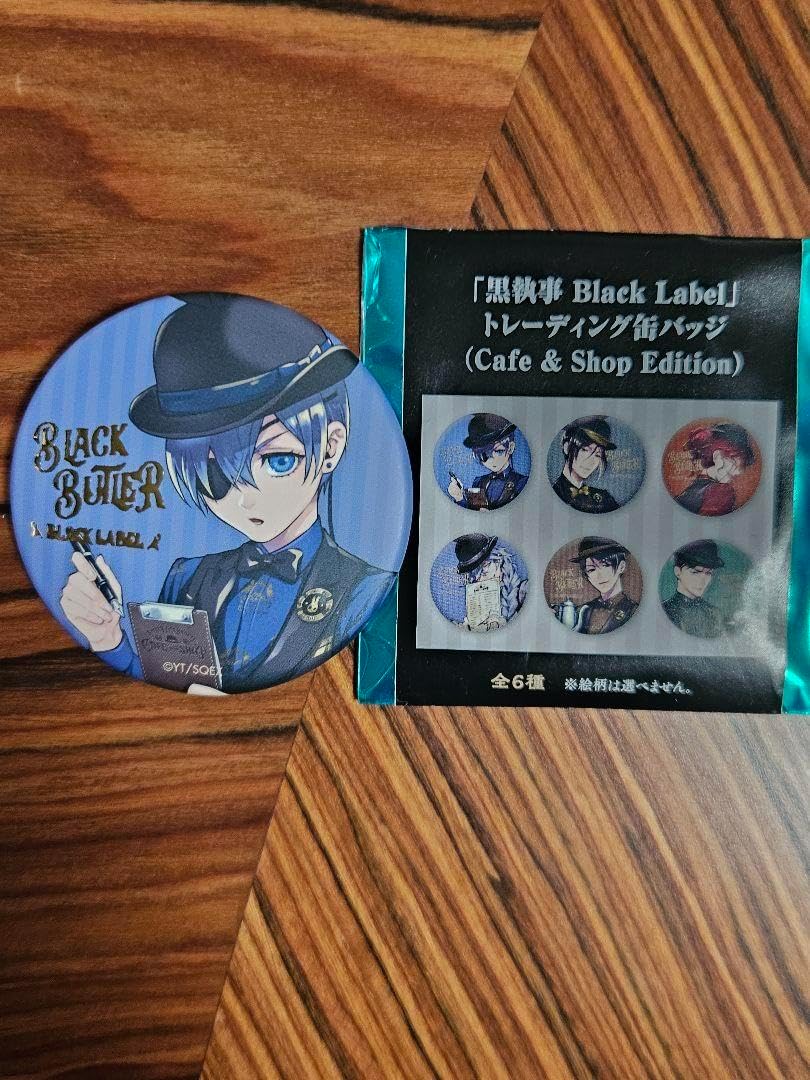 BLACK
BUTLER
BLACK LABEL
©YT/SQEX
「黒執事 Black Label」
トレーディング缶バッジ
(Cafe & Shop Edition)
全6種 ※絵柄は選べません。